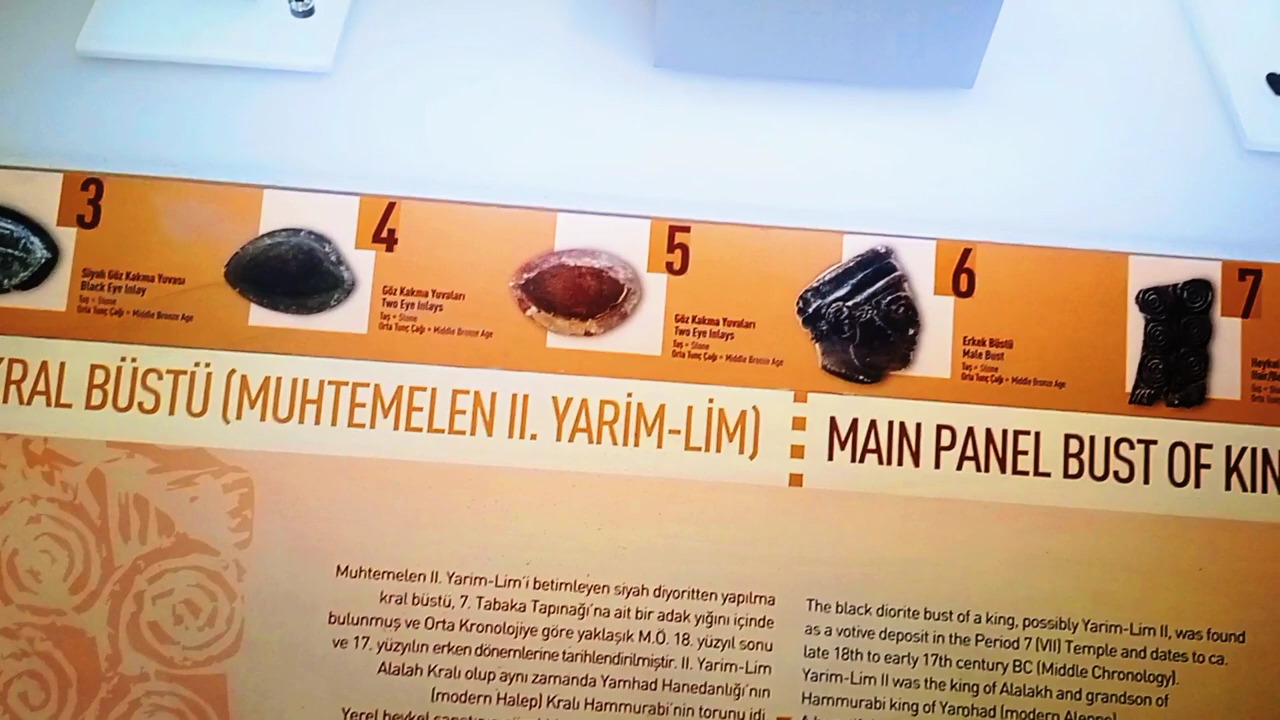 3
Siyah Göz Kakma Yuvası
Black Eye Inlay
Taş • Stone
Orta Tunç Çağı • Middle Bronze Age
4
Göz Kakma Yuvaları
Two Eye Inlays
Taş • Stone
Orta Tunç Çağı • Middle Bronze Age
5
Göz Kakma Yuvaları
Two Eye Inlays
Taş • Stone
Orta Tunç Çağı • Middle Bronze Age
6
Erkek Büstü
Male Bust
Taş • Stone
Orta Tunç Çağı • Middle Bronze Age
7
KRAL BÜSTÜ (MUHTEMELEN II. YARİM-LİM)
MAIN PANEL BUST OF KIN
Muhtemelen II. Yarim-Lim'i betimleyen siyah diyoritten yapılma
kral büstü, 7. Tabaka Tapınağı'na ait bir adak yığını içinde
bulunmuş ve Orta Kronolojiye göre yaklaşık M.Ö. 18. yüzyıl sonu
ve 17. yüzyılın erken dönemlerine tarihlendirilmiştir. II. Yarim-Lim
Alalah Kralı olup aynı zamanda Yamhad Hanedanlığı'nın
(modern Halep) Kralı Hammurabi'nin torunu idi.
Yerel heykel
The black diorite bust of a king, possibly Yarim-Lim II, was found
as a votive deposit in the Period 7 (VII) Temple and dates to ca.
late 18th to early 17th century BC (Middle Chronology).
Yarim-Lim II was the king of Alalakh and grandson of
Hammurabi king of Yamhad (modern Aleppo)